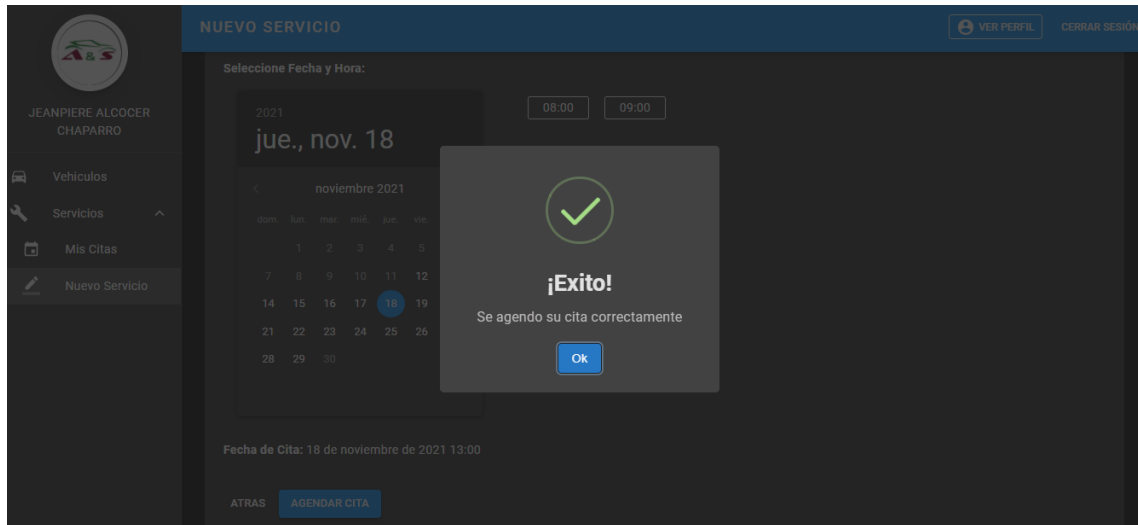 A&S
JEANPIERE ALCOCER
CHAPARRO
Vehiculos
Servicios
Mis Citas
Nuevo Servicio
NUEVO SERVICIO
VER PERFIL
CERRAR SESIÓN
Seleccione Fecha y Hora:
2021
jue., nov. 18
08:00 09:00
noviembre 2021
dom. lun. mar. mié. jue. vie.
1 2 3 4 5
7 8 9 10 11 12
14 15 16 17 18 19
21 22 23 24 25 26
28 29 30
¡Exito!
Se agendo su cita correctamente
Ok
Fecha de Cita: 18 de noviembre de 2021 13:00
ATRAS AGENDAR CITA